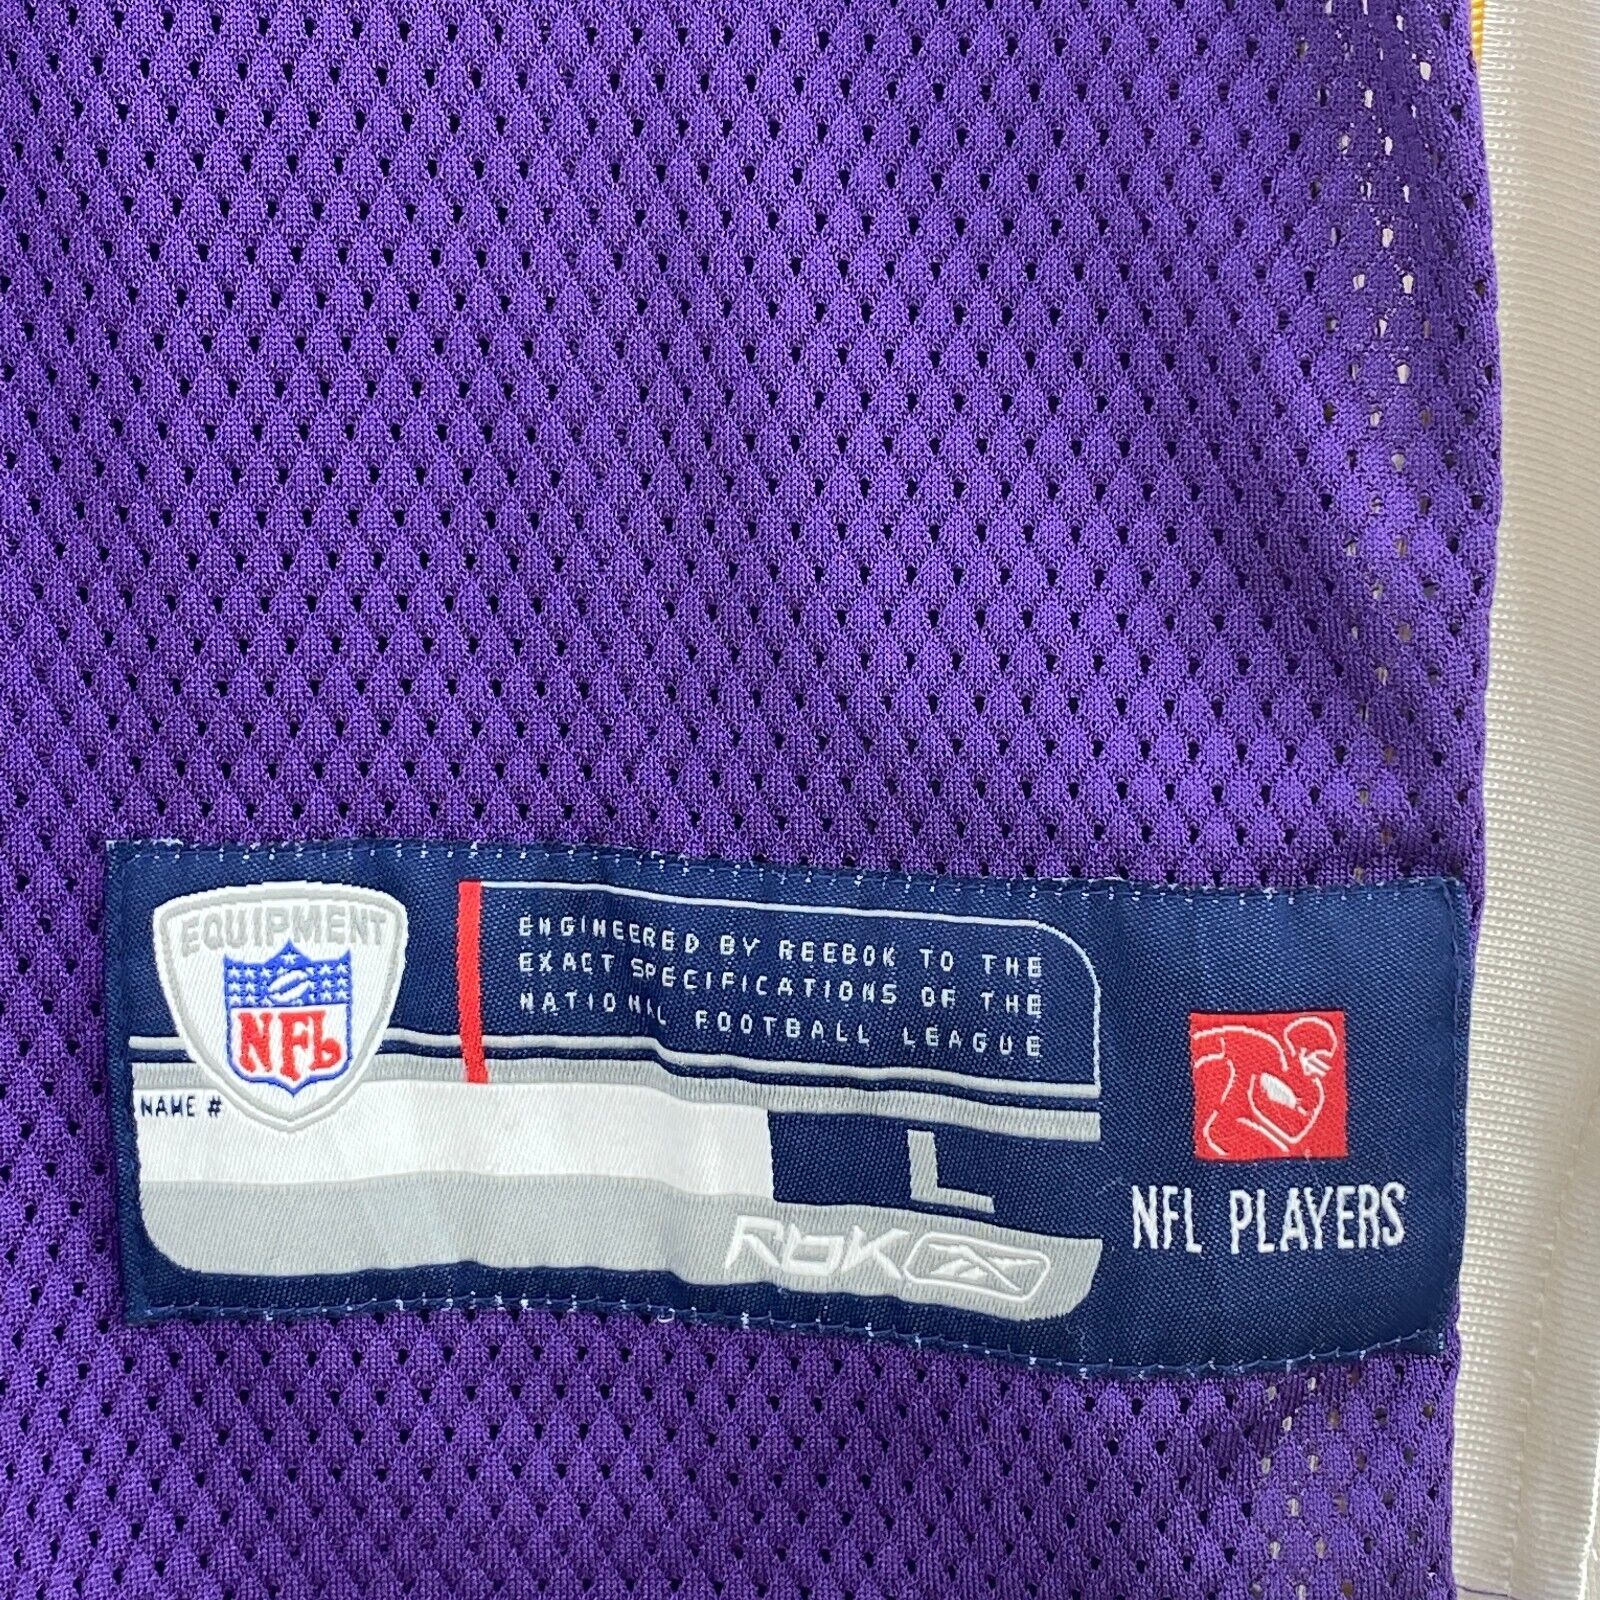 EQUIPMENT
NFL
ENGINEERED BY REEBOK TO THE
EXACT SPECIFICATIONS OF THE
NATIONAL FOOTBALL LEAGUE
NAME #
L
Rbk
NFL PLAYERS